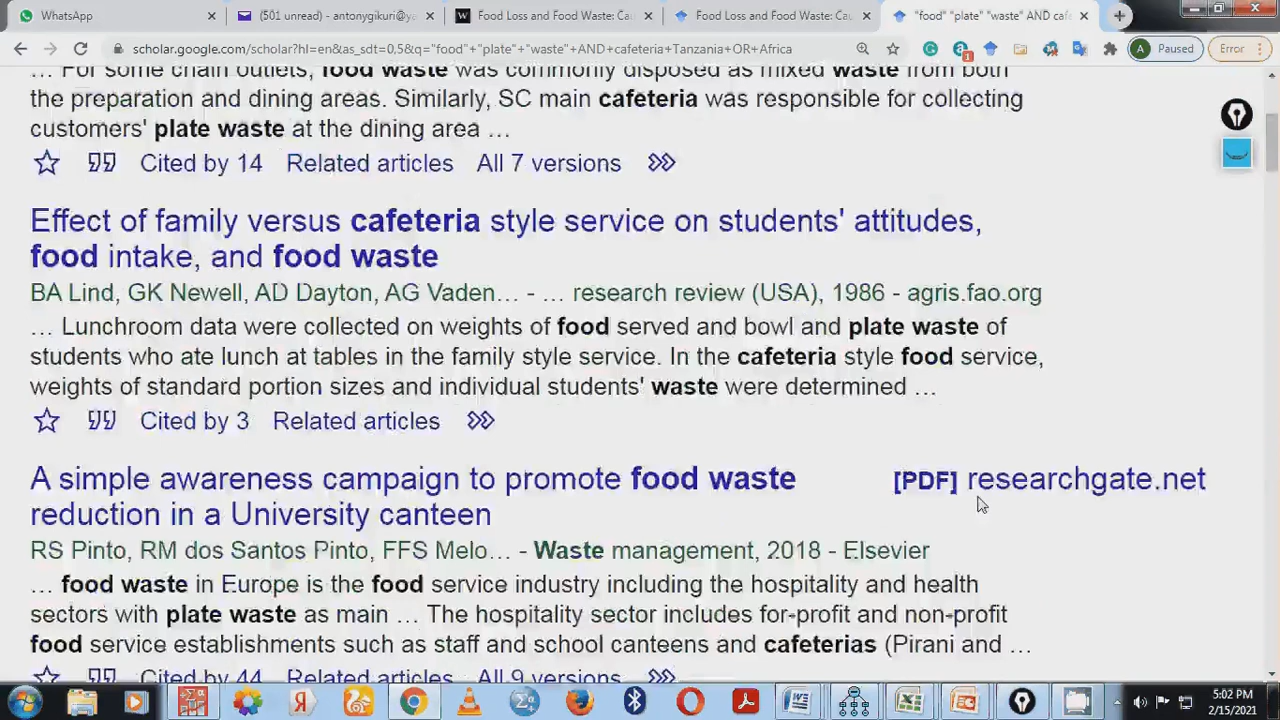 WhatsApp
(501 unread) - antonygikuri@y
Food Loss and Food Waste: Cau
Food Loss and Food Waste: Cau
"food" "plate" "waste" AND cafe
scholar.google.com/scholar?hl=en&as_sdt=0,5&q="food"+"plate"+"waste"+AND+cafeteria+Tanzania+OR+Africa
1
A Paused
Error
... For some chain outlets, food waste was commonly disposed as mixed waste from both
the preparation and dining areas. Similarly, SC main cafeteria was responsible for collecting
customers' plate waste at the dining area ...
Cited by 14 Related articles All 7 versions
Effect of family versus cafeteria style service on students' attitudes,
food intake, and food waste
BA Lind, GK Newell, AD Dayton, AG Vaden... - ... research review (USA), 1986 - agris.fao.org
... Lunchroom data were collected on weights of food served and bowl and plate waste of
students who ate lunch at tables in the family style service. In the cafeteria style food service,
weights of standard portion sizes and individual students' waste were determined ...
Cited by 3 Related articles
A simple awareness campaign to promote food waste
reduction in a University canteen
[PDF] researchgate.net
RS Pinto, RM dos Santos Pinto, FFS Melo... - Waste management, 2018 - Elsevier
... food waste in Europe is the food service industry including the hospitality and health
sectors with plate waste as main ... The hospitality sector includes for-profit and non-profit
food service establishments such as staff and school canteens and cafeterias (Pirani and ...
Cited by 44 Related articles All 9 versions
5:02 PM
2/15/2021